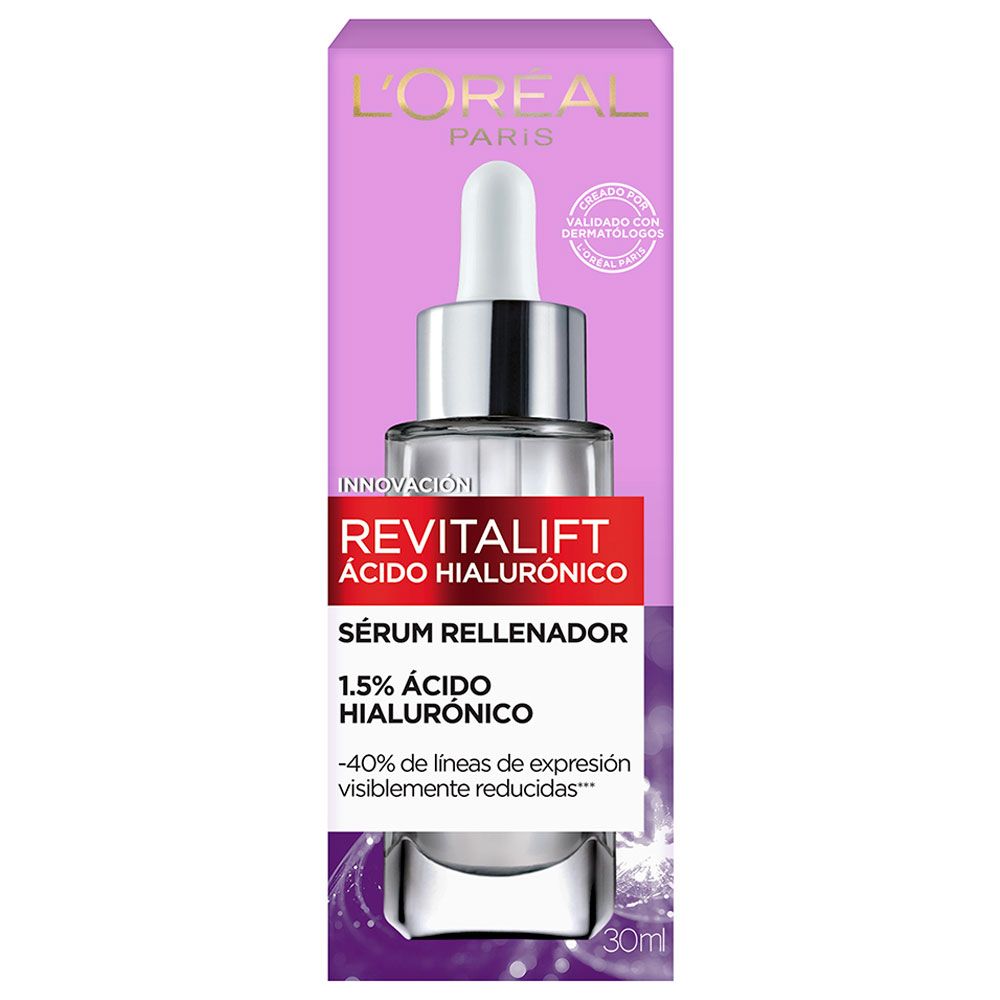 L'ORÉAL
PARiS
CREADO POR
VALIDADO CON
DERMATÓLOGOS
L'ORÉAL PARIS
INNOVACIÓN
REVITALIFT
ÁCIDO HIALURÓNICO
SÉRUM RELLENADOR
1.5% ÁCIDO
HIALURÓNICO
-40% de líneas de expresión
visiblemente reducidas***
30ml